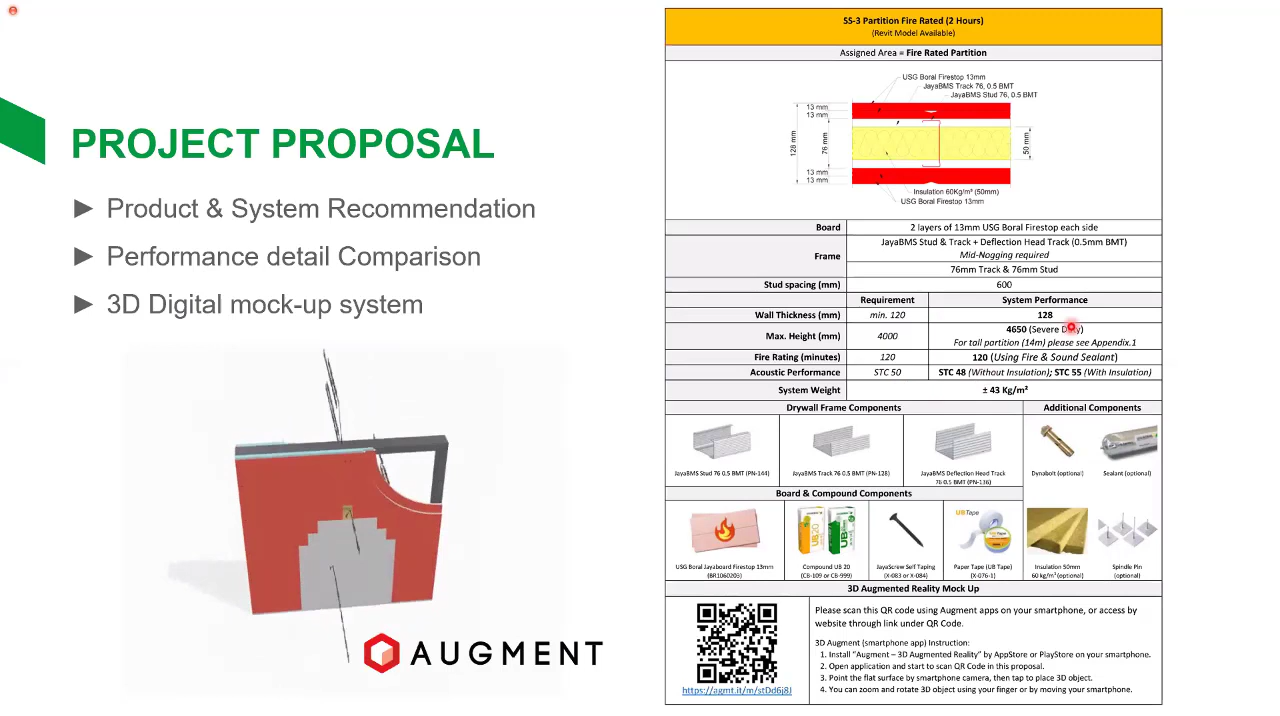 PROJECT PROPOSAL
► Product & System Recommendation
► Performance detail Comparison
► 3D Digital mock-up system
AUGMENT
5S-3 Partition Fire Rated (2 Hours)
(Revit Model Available)
Assigned Area = Fire Rated Partition
USG Boral Firestop 13mm
JayaBMS Track 76, 0.5 BMT
JayaBMS Stud 76, 0.5 BMT
13 mm
13 mm
128 mm
76 mm
50 mm
13 mm
13 mm
Insulation 60Kg/m³ (50mm)
USG Boral Firestop 13mm
Board 2 layers of 13mm USG Boral Firestop each side
Frame JayaBMS Stud & Track + Deflection Head Track (0.5mm BMT)
Mid-Nogging required
76mm Track & 76mm Stud
Stud spacing (mm) 600
Requirement System Performance
Wall Thickness (mm) min. 120 128
Max. Height (mm) 4000 4650 (Severe Duty)
For tall partition (14m) please see Appendix.1
Fire Rating (minutes) 120 120 (Using Fire & Sound Sealant)
Acoustic Performance STC 50 STC 48 (Without Insulation); STC 55 (With Insulation)
System Weight ± 43 Kg/m²
Drywall Frame Components Additional Components
JayaBMS Stud 76 0.5 BMT (PN-144) JayaBMS Track 76 0.5 BMT (PN-128) JayaBMS Deflection Head Track
76 0.5 BMT (PN-136)
Dynabolt (optional) Sealant (optional)
Board & Compound Components
UB20
UBTape
USG Boral Jayaboard Firestop 13mm
(BR1060203)
Compound UB 20
(CB-109 or CB-999)
JayaScrew Self Taping
(X-083 or X-084)
Paper Tape (UB Tape)
(X-076-1)
Insulation 50mm
60 kg/m³ (optional)
Spindle Pin
(optional)
3D Augmented Reality Mock Up
Please scan this QR code using Augment apps on your smartphone, or access by
website through link under QR Code.
3D Augment (smartphone app) Instruction:
1. Install “Augment – 3D Augmented Reality” by AppStore or PlayStore on your smartphone.
2. Open application and start to scan QR Code in this proposal.
3. Point the flat surface by smartphone camera, then tap to place 3D object.
4. You can zoom and rotate 3D object using your finger or by moving your smartphone.
https://agmt.it/m/stDd6j8J